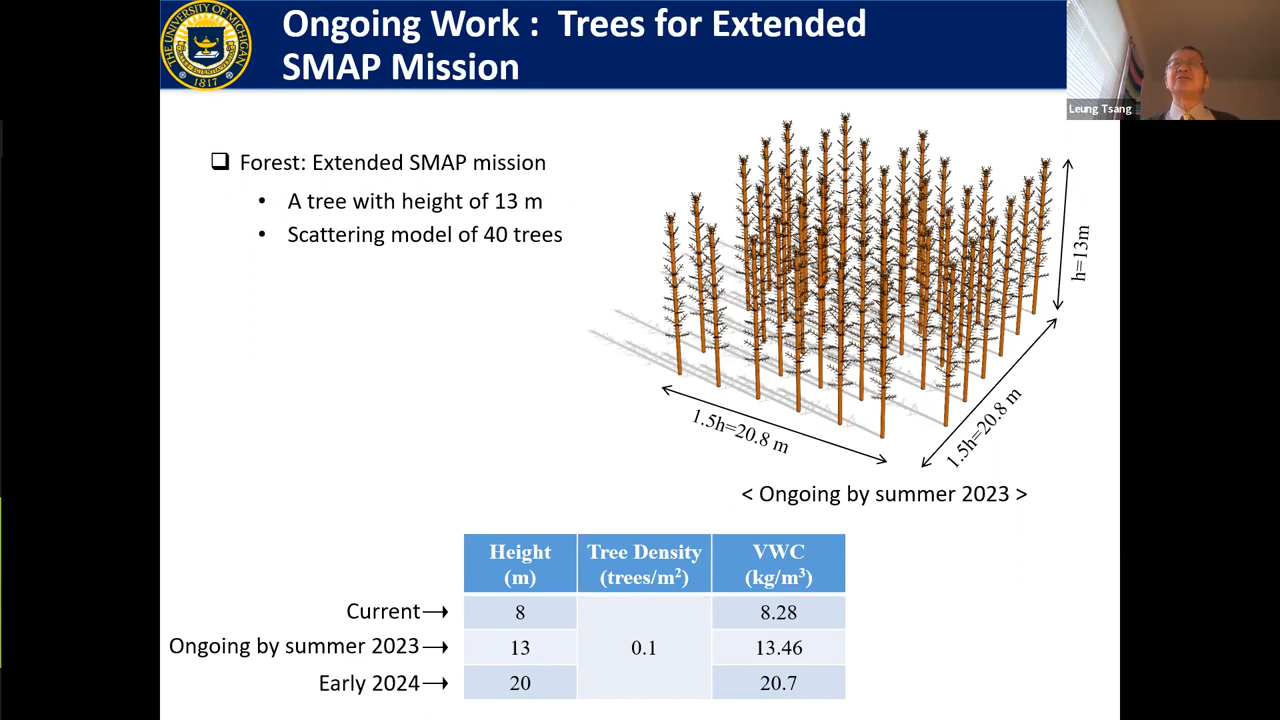 THE UNIVERSITY OF MICHIGAN
1817
Ongoing Work : Trees for Extended
SMAP Mission
Leung Tsang
Forest: Extended SMAP mission
• A tree with height of 13 m
• Scattering model of 40 trees
h=13m
1.5h=20.8 m
1.5h=20.8 m
< Ongoing by summer 2023 >
Height (m) Tree Density (trees/m²) VWC (kg/m³)
Current→ 8 8.28
Ongoing by summer 2023→ 13 0.1 13.46
Early 2024→ 20 20.7